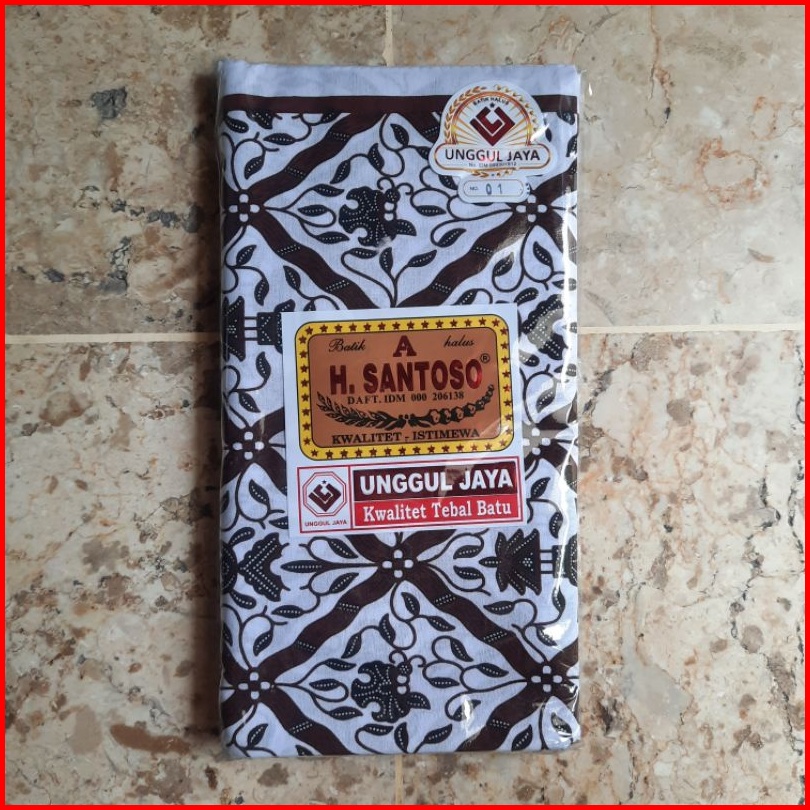 BATIK HALUS
UNGGUL JAYA
NO. 01
Batik A halus
H. SANTOSO®
DAFT. IDM 000 206138
KWALITET - ISTIMEWA
UNGGUL JAYA
UNGGUL JAYA
Kwalitet Tebal Batu